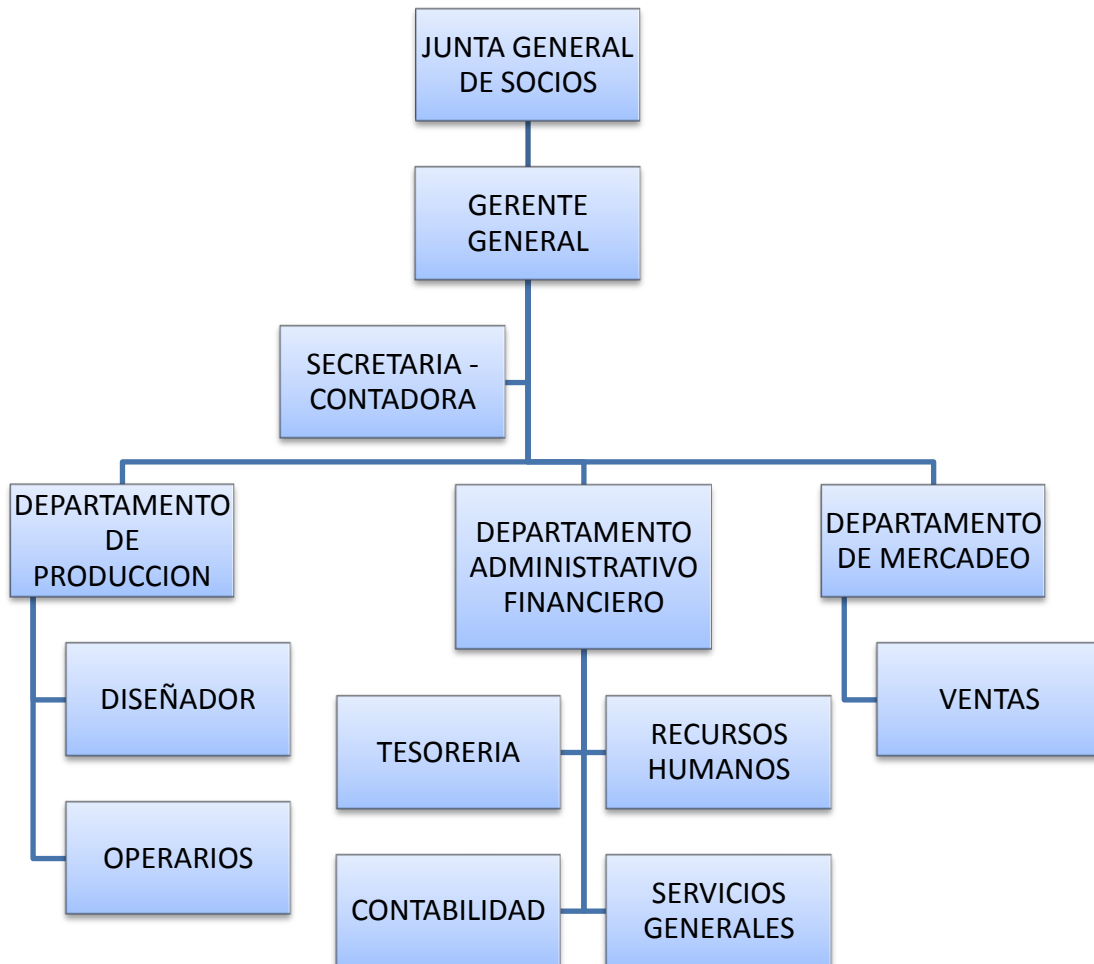 JUNTA GENERAL
DE SOCIOS
GERENTE
GENERAL
SECRETARIA -
CONTADORA
DEPARTAMENTO
DE
PRODUCCION
DEPARTAMENTO
ADMINISTRATIVO
FINANCIERO
DEPARTAMENTO
DE MERCADEO
DISEÑADOR
OPERARIOS
TESORERIA
RECURSOS
HUMANOS
CONTABILIDAD
SERVICIOS
GENERALES
VENTAS